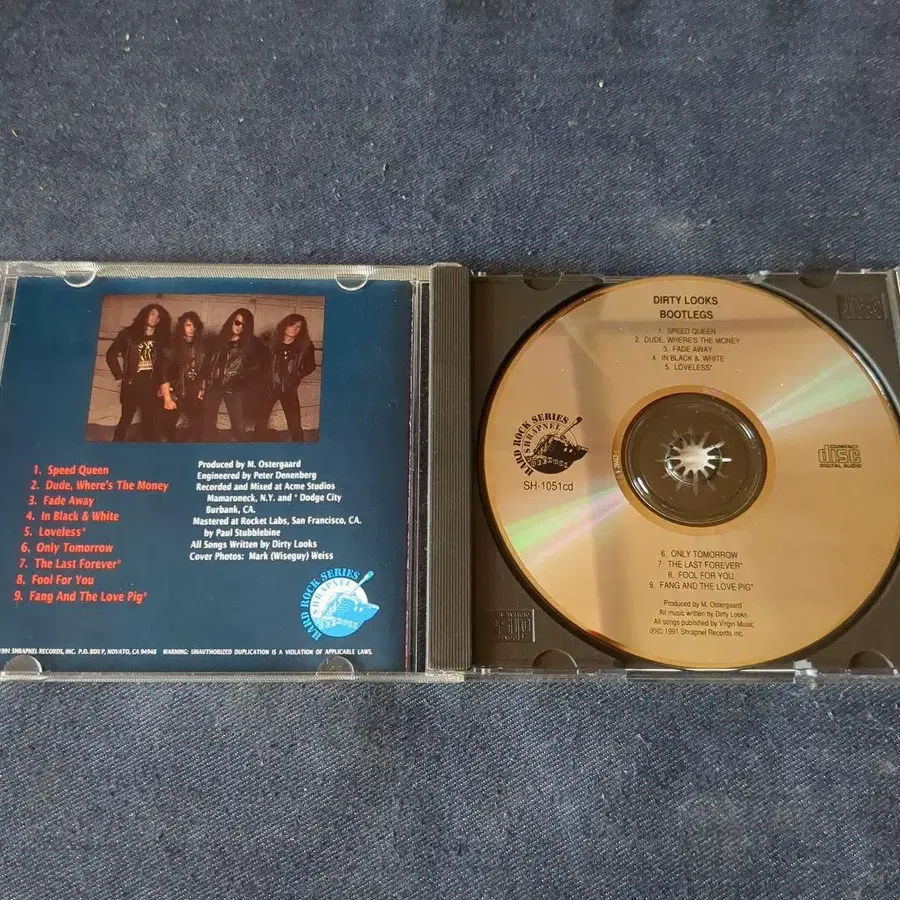 1. Speed Queen
2. Dude, Where's The Money
3. Fade Away
4. In Black & White
5. Loveless*
6. Only Tomorrow
7. The Last Forever*
8. Fool For You
9. Fang And The Love Pig*
Produced by M. Ostergaard
Engineered by Peter Denenberg
Recorded and Mixed at Acme Studios
Mamaroneck, N.Y. and * Dodge City
Burbank, CA.
Mastered at Rocket Labs, San Francisco, CA.
by Paul Stubblebine
All Songs Written by Dirty Looks
Cover Photos: Mark (Wiseguy) Weiss
HARD ROCK SERIES
SHRAPNEL
1991 SHRAPNEL RECORDS, INC. P.O. BOX P, NOVATO, CA 94948 WARNING: UNAUTHORIZED DUPLICATION IS A VIOLATION OF APPLICABLE LAWS.
DIRTY LOOKS
BOOTLEGS
1. SPEED QUEEN
2. DUDE, WHERE'S THE MONEY
3. FADE AWAY
4. IN BLACK & WHITE
5. LOVELESS*
HARD ROCK SERIES
SHRAPNEL
SH-1051cd
COMPACT
disc
DIGITAL AUDIO
6. ONLY TOMORROW
7. THE LAST FOREVER*
8. FOOL FOR YOU
9. FANG AND THE LOVE PIG*
Produced by M. Ostergaard
All music written by Dirty Looks
All songs published by Virgin Music
℗© 1991 Shrapnel Records Inc.